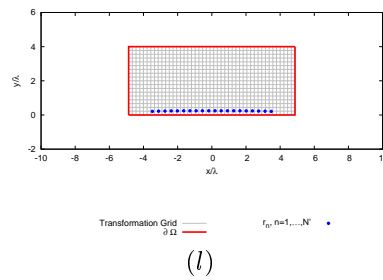 6
4
2
0
-2
y/λ
-10 -8 -6 -4 -2 0 2 4 6 8 1
x/λ
Transformation Grid
∂ Ω
r_n, n=1,...,N'
(l)